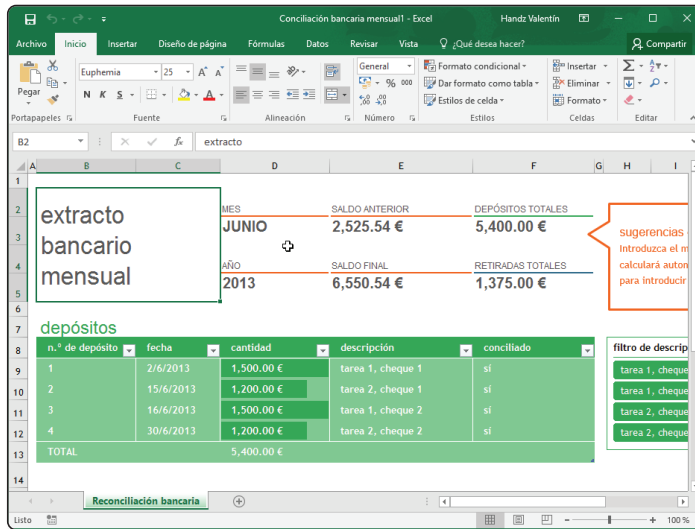 Conciliación bancaria mensual1 - Excel
Handz Valentín
Archivo Inicio Insertar Diseño de página Fórmulas Datos Revisar Vista ¿Qué desea hacer? Compartir
Pegar
Euphemia 25 A A
N K S A
General
% 000
Formato condicional
Dar formato como tabla
Estilos de celda
Insertar
Eliminar
Formato
Portapapeles Fuente Alineación Número Estilos Celdas Editar
B2 fx extracto
A B C D E F G H I
1
2
3
4
5
6
7
8
9
10
11
12
13
14
extracto
bancario
mensual
MES SALDO ANTERIOR DEPÓSITOS TOTALES
JUNIO 2,525.54 € 5,400.00 €
AÑO SALDO FINAL RETIRADAS TOTALES
2013 6,550.54 € 1,375.00 €
sugerencias
Introduzca el m
calculará auton
para introducir
depósitos
n.º de depósito fecha cantidad descripción conciliado
1 2/6/2013 1,500.00 € tarea 1, cheque 1 sí
2 15/6/2013 1,200.00 € tarea 2, cheque 1 sí
3 16/6/2013 1,500.00 € tarea 1, cheque 2 sí
4 30/6/2013 1,200.00 € tarea 2, cheque 2 sí
TOTAL 5,400.00 €
filtro de descrip
tarea 1, cheque
tarea 1, cheque
tarea 2, cheque
tarea 2, cheque
Reconciliación bancaria
Listo
100 %